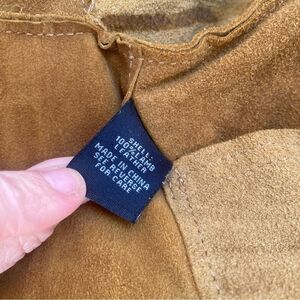 SHELL:
100% LAMB
LEATHER
MADE IN CHINA
SEE REVERSE
FOR CARE